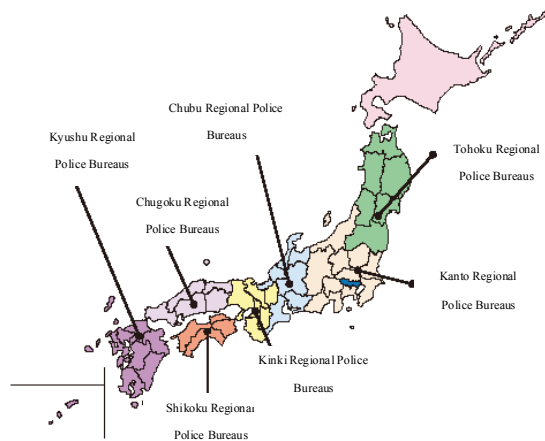 Chubu Regional Police
Bureaus
Kyushu Regional
Police Bureaus
Tohoku Regional
Police Bureaus
Chugoku Regional
Police Bureaus
Kanto Regional
Police Bureaus
Kinki Regional Police
Bureaus
Shikoku Regional
Police Bureaus